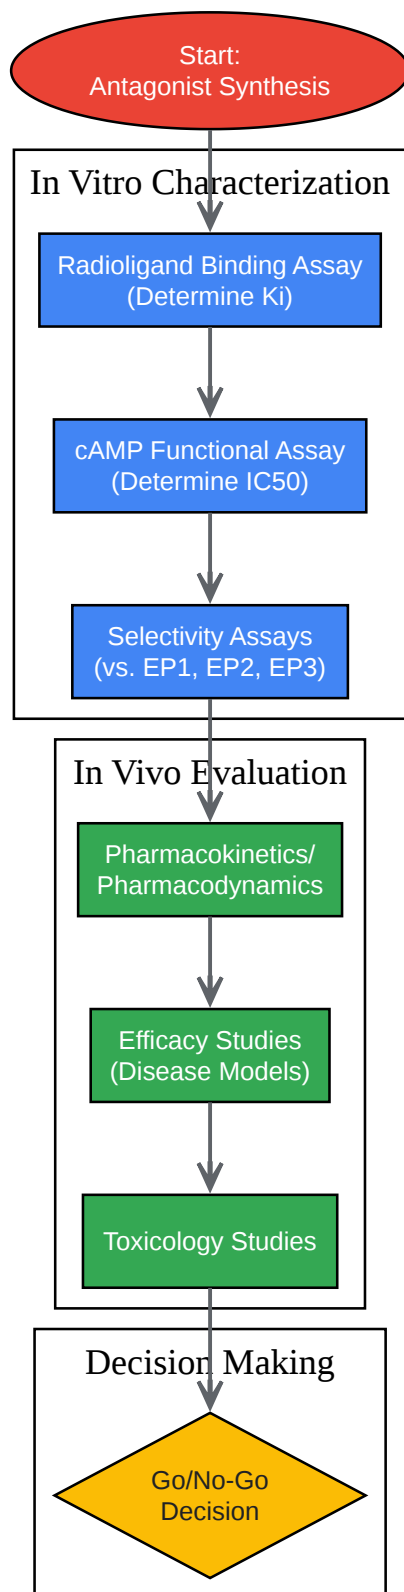 Start:
Antagonist Synthesis
In Vitro Characterization
Radioligand Binding Assay
(Determine Ki)
cAMP Functional Assay
(Determine IC50)
Selectivity Assays
(vs. EP1, EP2, EP3)
In Vivo Evaluation
Pharmacokinetics/
Pharmacodynamics
Efficacy Studies
(Disease Models)
Toxicology Studies
Decision Making
Go/No-Go
Decision